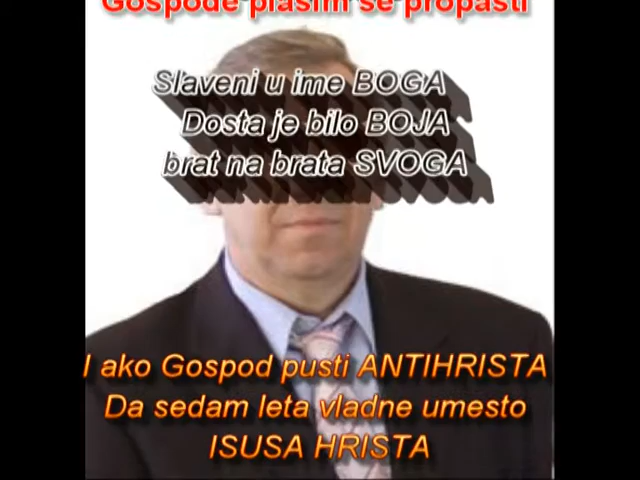 Gospode plašim se propasti
Slaveni u ime BOGA
Dosta je bilo BOJA
brat na brata SVOGA
I ako Gospod pusti ANTIHRISTA
Da sedam leta vladne umesto
ISUSA HRISTA